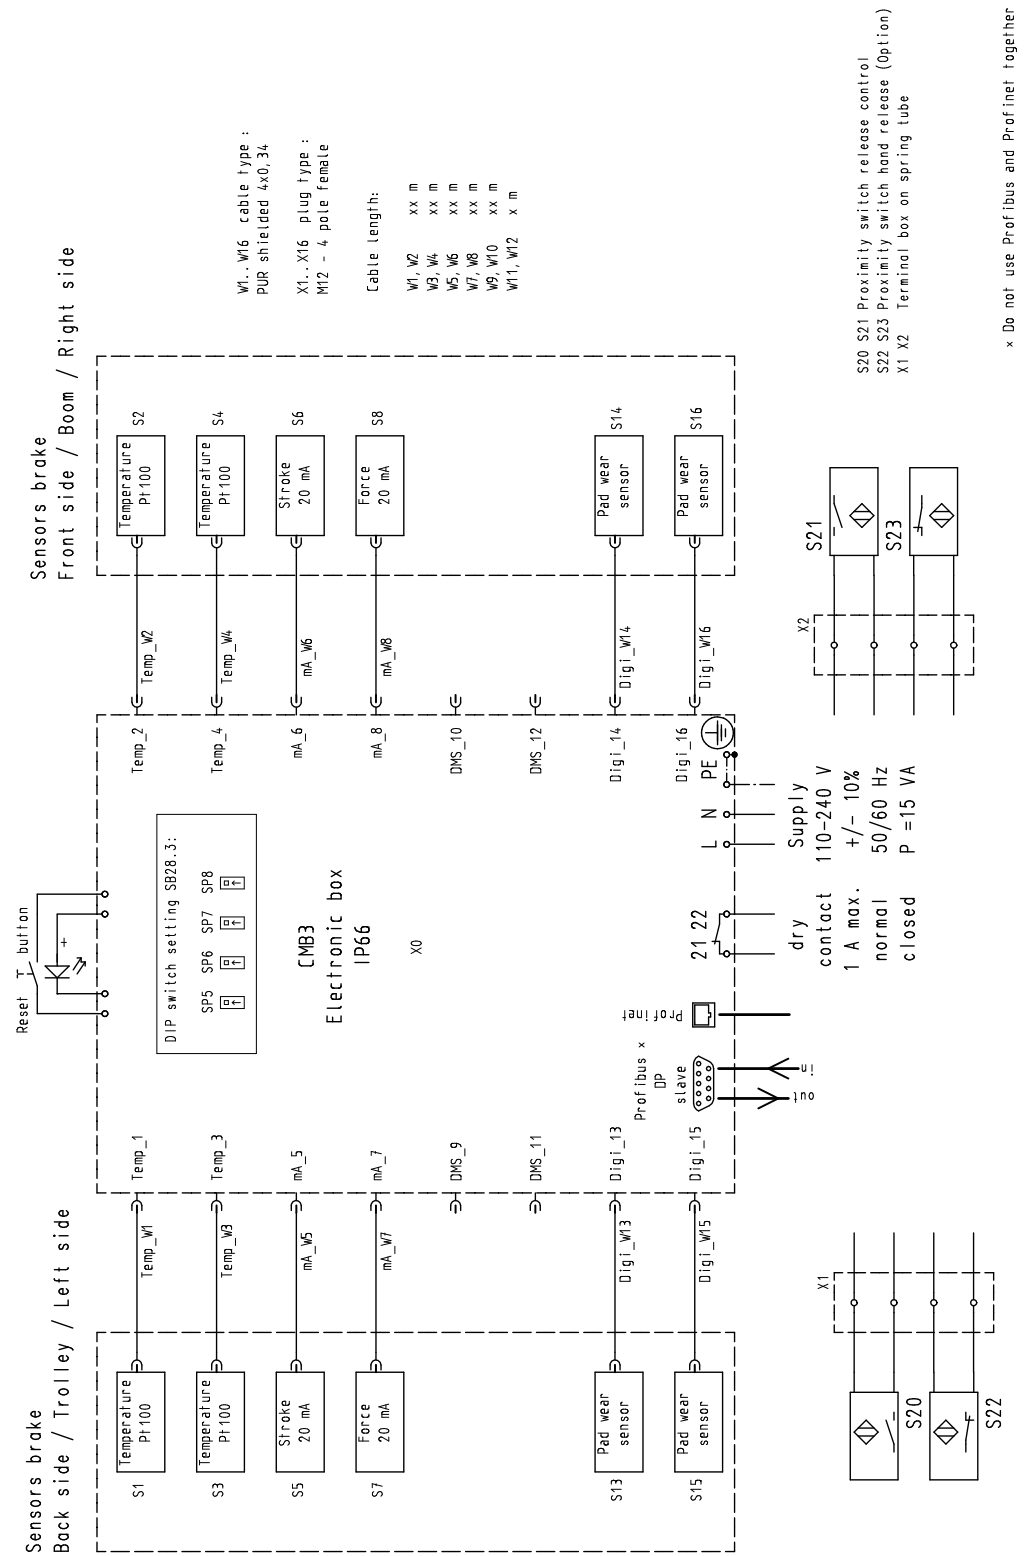 Sensors brake
Back side / Trolley / Left side
S1
Temperature
Pt100
Temp_W1
Temp_1
S3
Temperature
Pt100
Temp_W3
Temp_3
S5
Stroke
20 mA
mA_W5
mA_5
S7
Force
20 mA
mA_W7
mA_7
DMS_9
DMS_11
S13
Pad wear
sensor
Digi_W13
Digi_13
S15
Pad wear
sensor
Digi_W15
Digi_15
Reset
button
+
DIP switch setting SB28.3:
SP5 SP6 SP7 SP8
CMB3
Electronic box
IP66
X0
Profibus ×
DP
slave
out
in
Profinet
21 22
dry
contact
1 A max.
normal
closed
L N PE
Supply
110-240 V
+/- 10%
50/60 Hz
P =15 VA
Sensors brake
Front side / Boom / Right side
Temp_2
Temp_W2
Temperature
Pt100
S2
Temp_4
Temp_W4
Temperature
Pt100
S4
mA_6
mA_W6
Stroke
20 mA
S6
mA_8
mA_W8
Force
20 mA
S8
DMS_10
DMS_12
Digi_14
Digi_W14
Pad wear
sensor
S14
Digi_16
Digi_W16
Pad wear
sensor
S16
W1..W16 cable type :
PUR shielded 4x0,34
X1..X16 plug type :
M12 - 4 pole female
Cable length:
W1, W2 xx m
W3, W4 xx m
W5, W6 xx m
W7, W8 xx m
W9, W10 xx m
W11, W12 x m
X1
S20
S22
X2
S21
S23
S20 S21 Proximity switch release control
S22 S23 Proximity switch hand release (Option)
X1 X2 Terminal box on spring tube
× Do not use Profibus and Profinet together